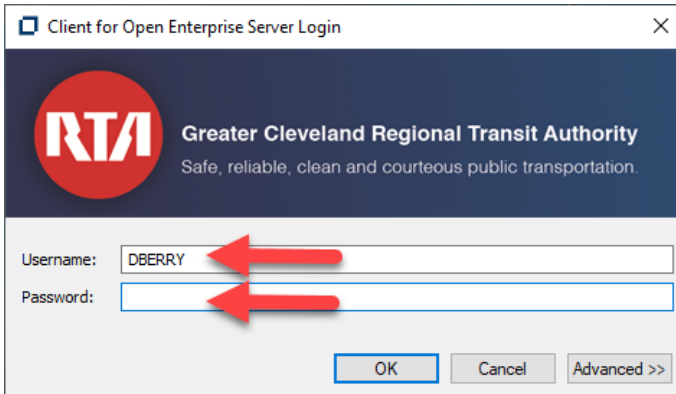 Client for Open Enterprise Server Login
RTA
Greater Cleveland Regional Transit Authority
Safe, reliable, clean and courteous public transportation.
Username: DBERRY
Password:
OK Cancel Advanced >>